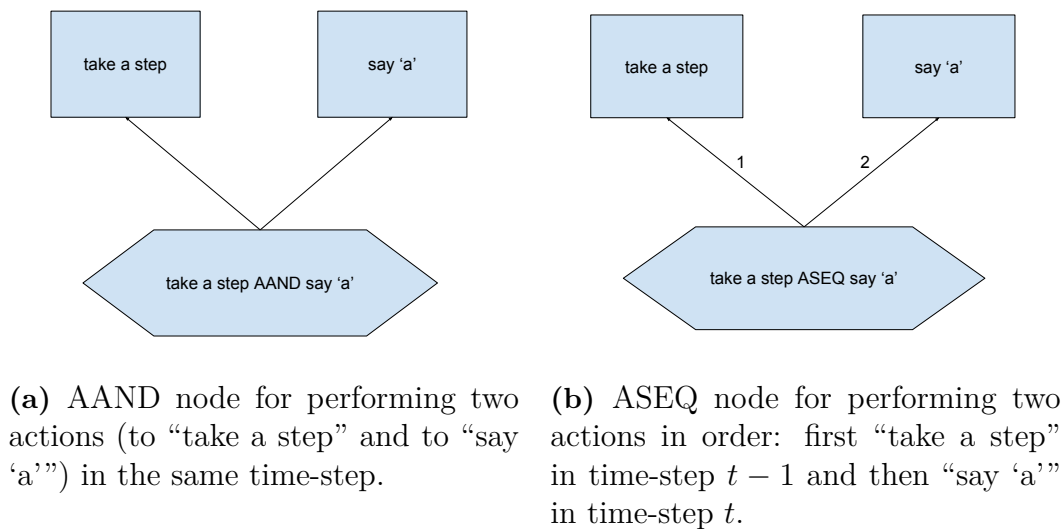 take a step
say ‘a’
take a step AAND say ‘a’
take a step
say ‘a’
1
2
take a step ASEQ say ‘a’
(a) AAND node for performing two
actions (to “take a step” and to “say
‘a’”) in the same time-step.
(b) ASEQ node for performing two
actions in order: first “take a step”
in time-step t − 1 and then “say ‘a’”
in time-step t.